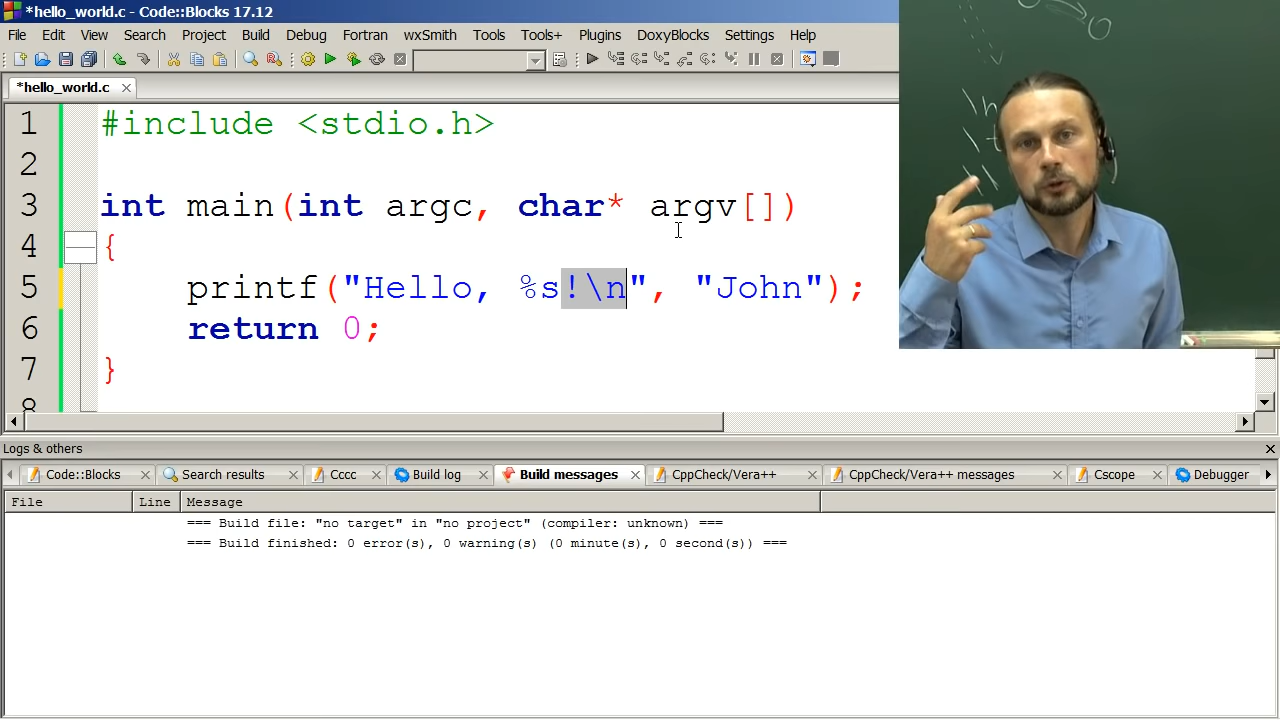 *hello_world.c - Code::Blocks 17.12
File Edit View Search Project Build Debug Fortran wxSmith Tools Tools+ Plugins DoxyBlocks Settings Help
*hello_world.c
1 #include <stdio.h>
2
3 int main(int argc, char* argv[])
4 {
5 printf("Hello, %s!\n", "John");
6 return 0;
7 }
8
\n
\t
\\
Logs & others
Code::Blocks Search results Cccc Build log Build messages CppCheck/Vera++ CppCheck/Vera++ messages Cscope Debugger
File Line Message
=== Build file: "no target" in "no project" (compiler: unknown) ===
=== Build finished: 0 error(s), 0 warning(s) (0 minute(s), 0 second(s)) ===